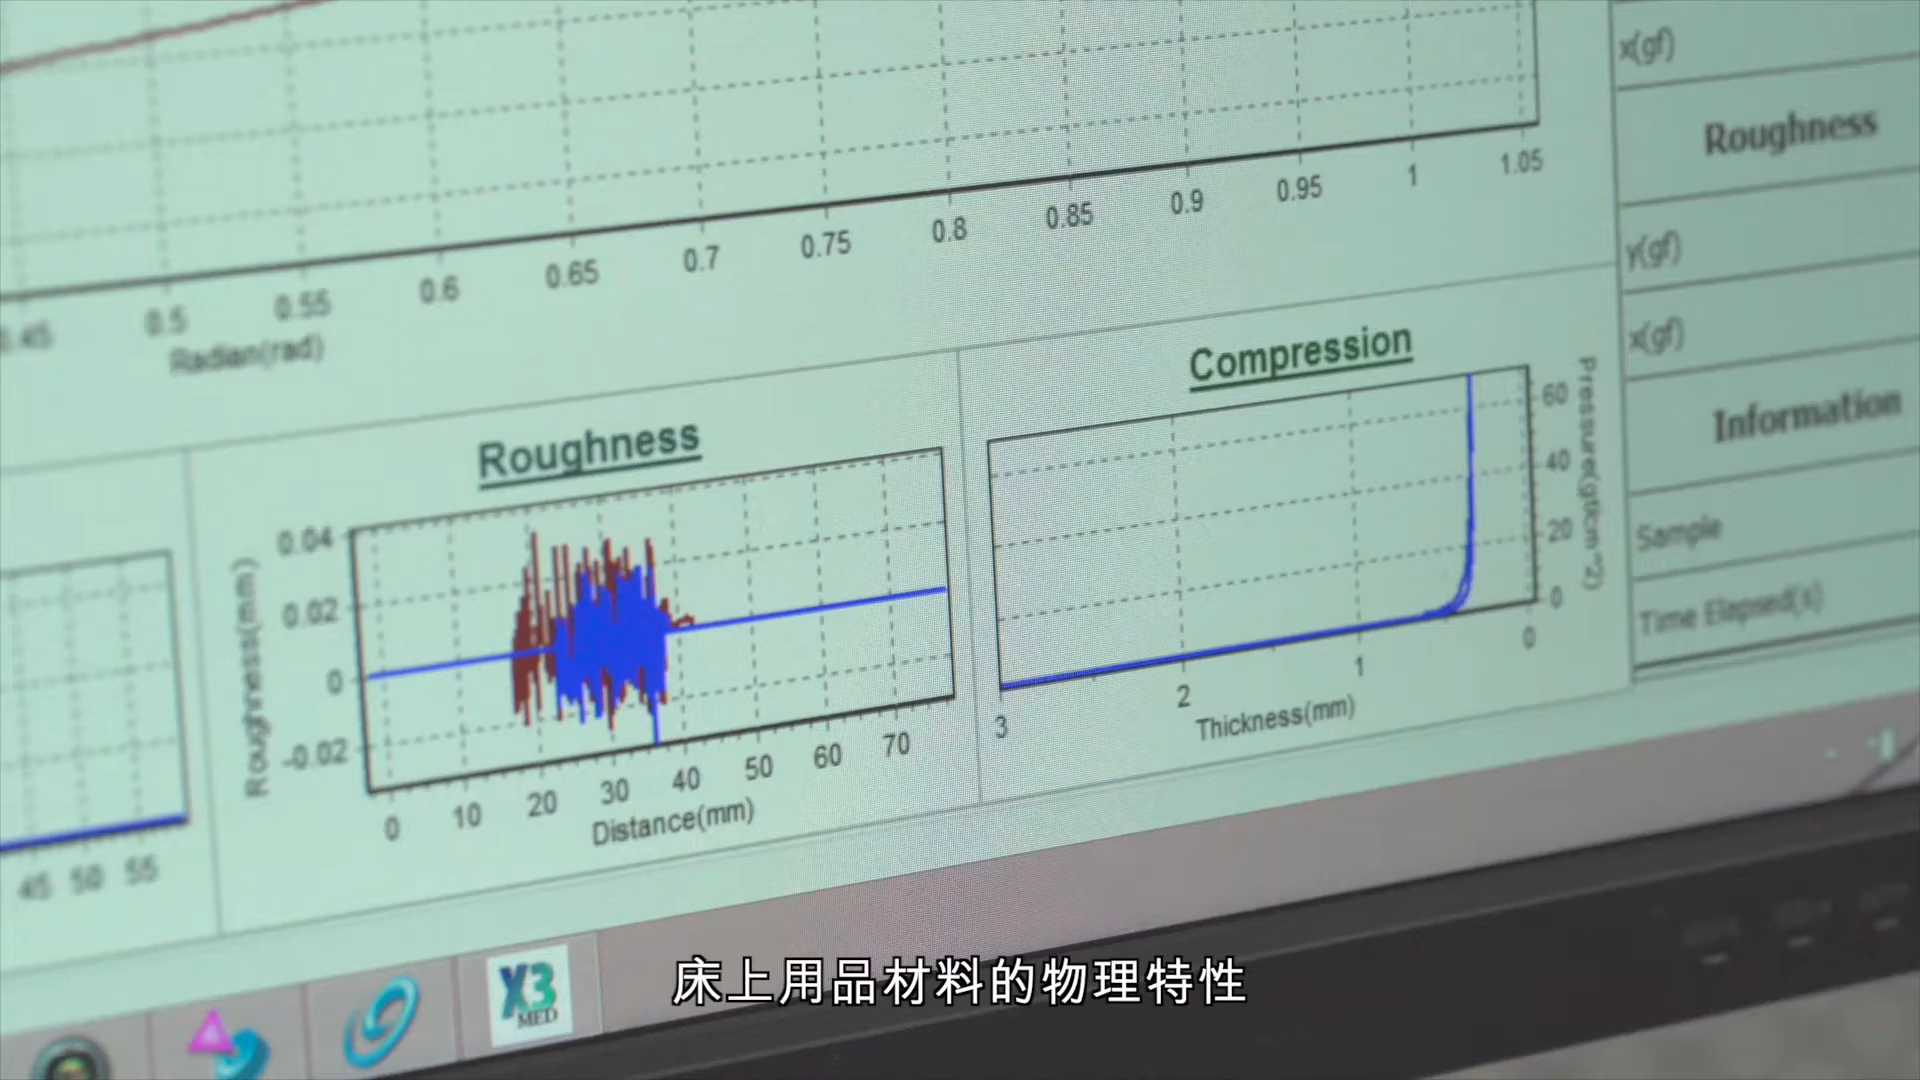 x(gf)
Roughness
y(gf)
x(gf)
Information
Sample
Time Elapsed(s)
0.45 0.5 0.55 0.6 0.65 0.7 0.75 0.8 0.85 0.9 0.95 1 1.05
Radian(rad)
45 50 55
Roughness
Roughness(mm)
0.04
0.02
0
-0.02
0 10 20 30 40 50 60 70
Distance(mm)
Compression
60
40
20
0
Pressure(gf/cm^2)
3 2 1 0
Thickness(mm)
X3
MED
床上用品材料的物理特性